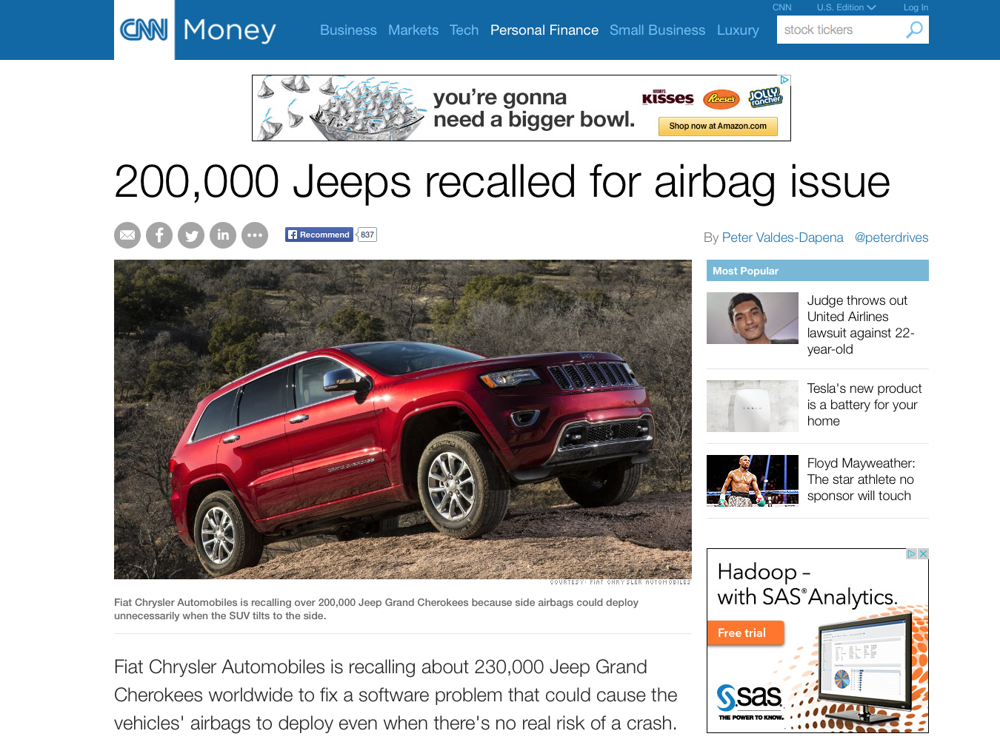 CNN U.S. Edition Log In
CNN Money
Business Markets Tech Personal Finance Small Business Luxury
stock tickers
you're gonna
need a bigger bowl.
HERSHEY'S
KISSES
Reese's
JOLLY
RANCHER
Shop now at Amazon.com
200,000 Jeeps recalled for airbag issue
Recommend 837
By Peter Valdes-Dapena @peterdrives
Jeep
GRAND CHEROKEE
MICHELIN
COURTESY: FIAT CHRYSLER AUTOMOBILES
Fiat Chrysler Automobiles is recalling over 200,000 Jeep Grand Cherokees because side airbags could deploy
unnecessarily when the SUV tilts to the side.
Fiat Chrysler Automobiles is recalling about 230,000 Jeep Grand
Cherokees worldwide to fix a software problem that could cause the
vehicles' airbags to deploy even when there's no real risk of a crash.
Most Popular
Judge throws out
United Airlines
lawsuit against 22-
year-old
TESLA
Tesla's new product
is a battery for your
home
Floyd Mayweather:
The star athlete no
sponsor will touch
Hadoop –
with SAS® Analytics.
Free trial
sas
THE POWER TO KNOW.